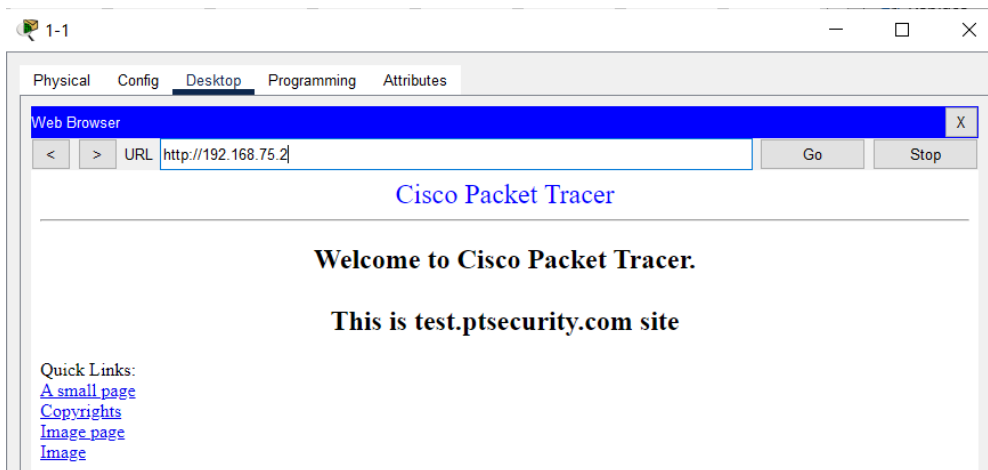 1-1
Physical Config Desktop Programming Attributes
Web Browser X
< > URL http://192.168.75.2 Go Stop
Cisco Packet Tracer
Welcome to Cisco Packet Tracer.
This is test.ptsecurity.com site
Quick Links:
A small page
Copyrights
Image page
Image